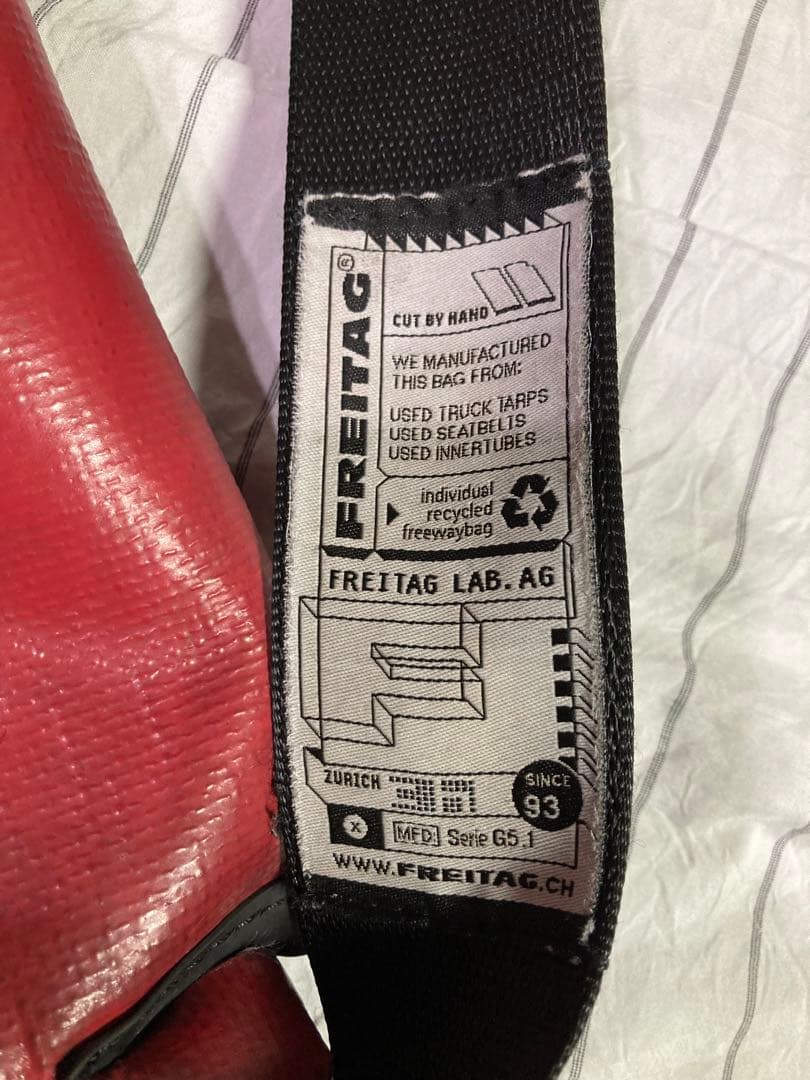 FREITAG®
CUT BY HAND
WE MANUFACTURED
THIS BAG FROM:
USED TRUCK TARPS
USED SEATBELTS
USED INNERTUBES
individual
recycled
freewaybag
FREITAG LAB. AG
ZURICH
SINCE
93
X
MFD: Serie G5.1
WWW.FREITAG.CH